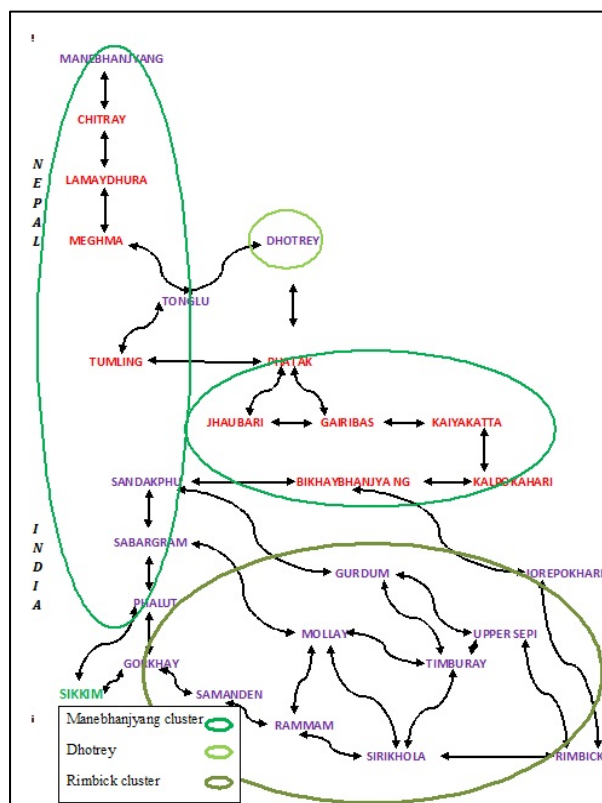 MANEBHANJYANG
CHITRAY
LAMAYDHURA
NEPAL
MEGHMA
DHOTREY
TONGLU
TUMLING
PHATAK
JHAUBARI
GAIRIBAS
KAIYAKATTA
SANDAKPHU
BIKHAYBHANJYA NG
KALPOKAHARI
INDIA
SABARGRAM
GURDUM
JOREPOKHARI
PHALUT
MOLLAY
UPPER SEPI
GORKHAY
TIMBURAY
SIKKIM
SAMANDEN
RAMMAM
SIRIKHOLA
RIMBICK
Manebhanjyang cluster
Dhotrey
Rimbick cluster